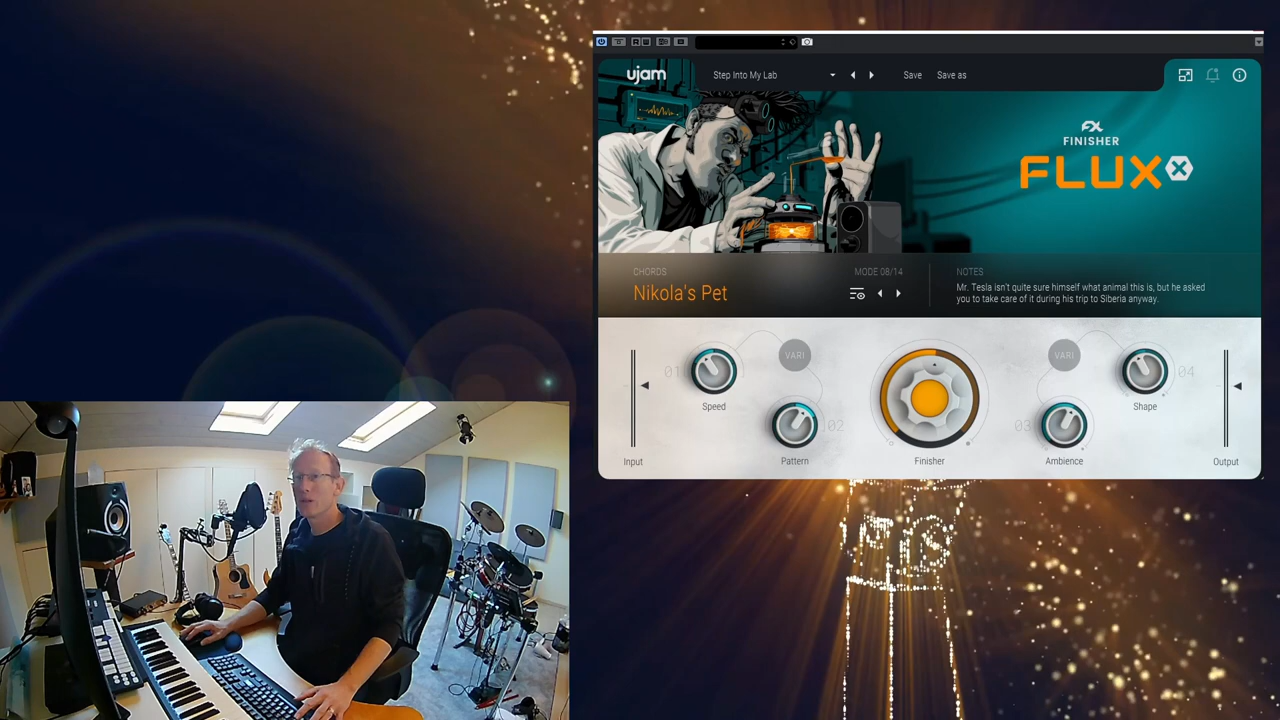 ujam
Step Into My Lab
Save
Save as
FINISHER
FLUX
CHORDS
MODE 08/14
NOTES
Nikola's Pet
Mr. Tesla isn't quite sure himself what animal this is, but he asked
you to take care of it during his trip to Siberia anyway.
01
Speed
VARI
02
Pattern
Finisher
VARI
03
Ambience
04
Shape
Input
Output